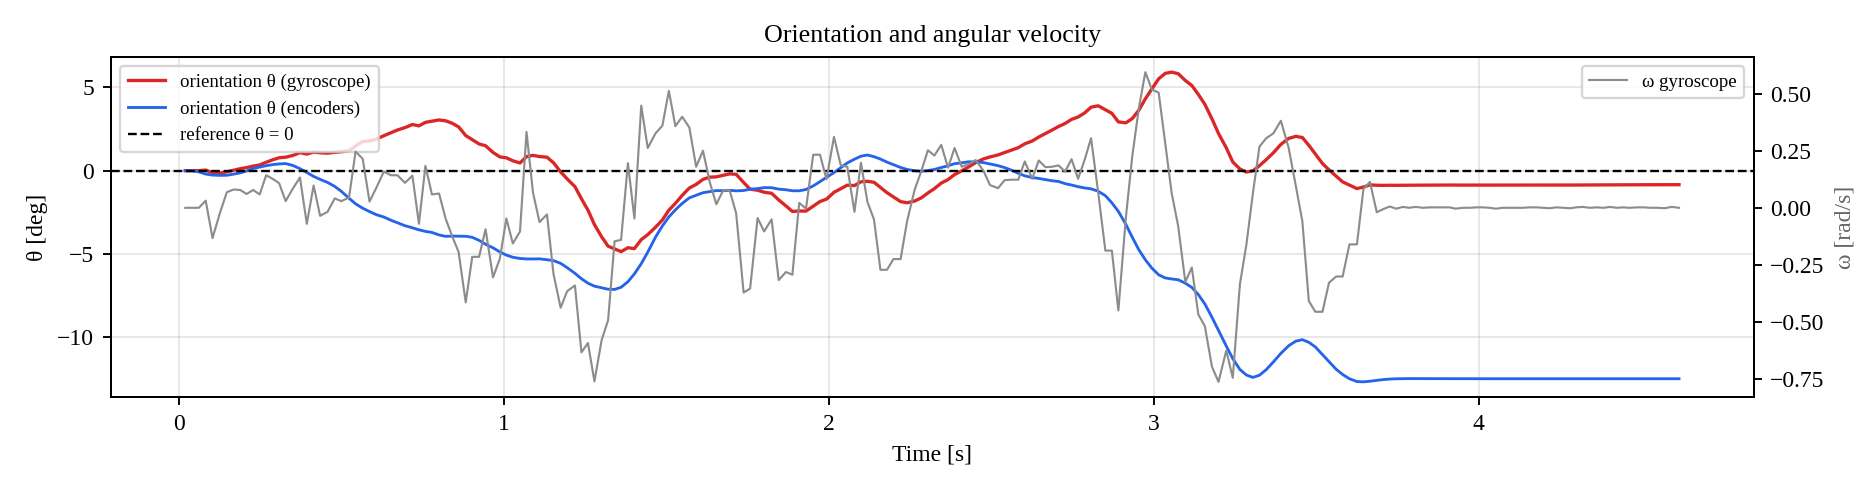 Orientation and angular velocity
orientation θ (gyroscope)
orientation θ (encoders)
reference θ = 0
ω gyroscope
5
0
−5
−10
θ [deg]
0.50
0.25
0.00
−0.25
−0.50
−0.75
ω [rad/s]
0
1
2
3
4
Time [s]